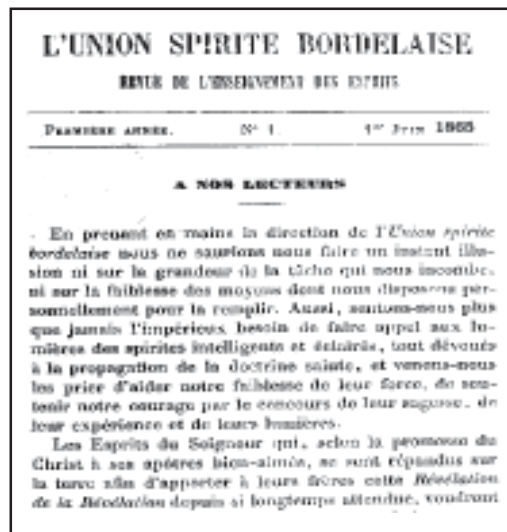 L'UNION SPIRITE BORDELAISE
REVUE DE L'ENSEIGNEMENT DES ESPRITS
PREMIÈRE ANNÉE. N° 1. 1er JUIN 1865
A NOS LECTEURS
En prenant en mains la direction de l'Union spirite
bordelaise nous ne saurions nous faire un instant illu-
sion ni sur la grandeur de la tâche qui nous incombe,
ni sur la faiblesse des moyens dont nous disposons per-
sonnellement pour la remplir. Aussi, sentons-nous plus
que jamais l'impérieux besoin de faire appel aux lu-
mières des spirites intelligents et éclairés, tout dévoués
à la propagation de la doctrine sainte, et venons-nous
les prier d'aider notre faiblesse de leur force, de sou-
tenir notre courage par le concours de leur sagesse, de
leur expérience et de leurs lumières.
Les Esprits du Seigneur qui, selon la promesse du
Christ à ses apôtres bien-aimés, se sont répandus sur
la terre afin d'apporter à leurs frères cette Révélation
de la Révélation depuis si longtemps attendue, voudront